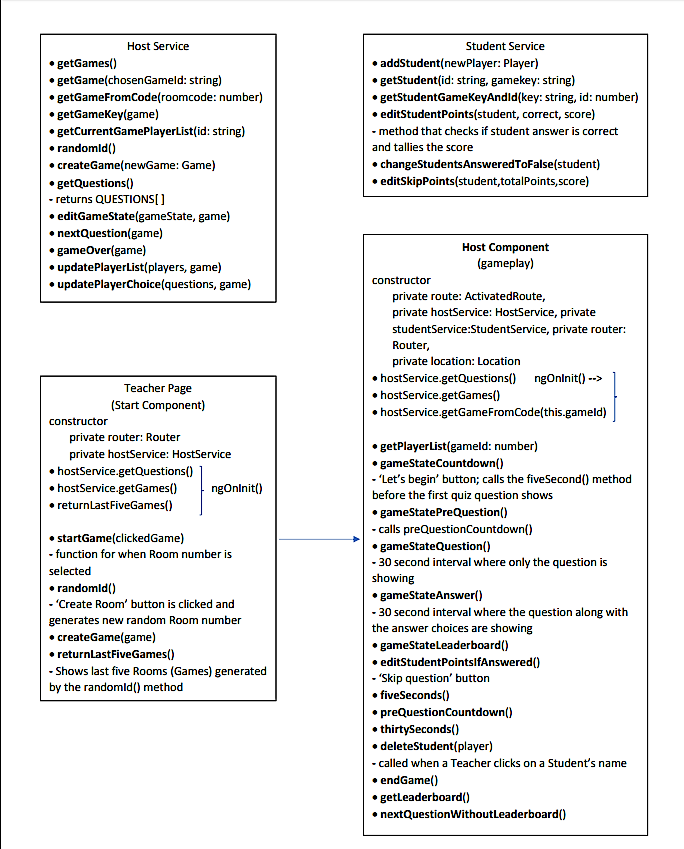 Host Service
• getGames()
• getGame(chosenGameId: string)
• getGameFromCode(roomcode: number)
• getGameKey(game)
• getCurrentGamePlayerList(id: string)
• randomId()
• createGame(newGame: Game)
• getQuestions()
- returns QUESTIONS[ ]
• editGameState(gameState, game)
• nextQuestion(game)
• gameOver(game)
• updatePlayerList(players, game)
• updatePlayerChoice(questions, game)
Student Service
• addStudent(newPlayer: Player)
• getStudent(id: string, gamekey: string)
• getStudentGameKeyAndId(key: string, id: number)
• editStudentPoints(student, correct, score)
- method that checks if student answer is correct
and tallies the score
• changeStudentsAnsweredToFalse(student)
• editSkipPoints(student,totalPoints,score)
Teacher Page
(Start Component)
constructor
private router: Router
private hostService: HostService
• hostService.getQuestions()
• hostService.getGames() ngOnInit()
• returnLastFiveGames()
• startGame(clickedGame)
- function for when Room number is
selected
• randomId()
- ‘Create Room’ button is clicked and
generates new random Room number
• createGame(game)
• returnLastFiveGames()
- Shows last five Rooms (Games) generated
by the randomId() method
Host Component
(gameplay)
constructor
private route: ActivatedRoute,
private hostService: HostService, private
studentService:StudentService, private router:
Router,
private location: Location
• hostService.getQuestions() ngOnInit() -->
• hostService.getGames()
• hostService.getGameFromCode(this.gameId)
• getPlayerList(gameId: number)
• gameStateCountdown()
- ‘Let’s begin’ button; calls the fiveSecond() method
before the first quiz question shows
• gameStatePreQuestion()
- calls preQuestionCountdown()
• gameStateQuestion()
- 30 second interval where only the question is
showing
• gameStateAnswer()
- 30 second interval where the question along with
the answer choices are showing
• gameStateLeaderboard()
• editStudentPointsIfAnswered()
- ‘Skip question’ button
• fiveSeconds()
• preQuestionCountdown()
• thirtySeconds()
• deleteStudent(player)
- called when a Teacher clicks on a Student’s name
• endGame()
• getLeaderboard()
• nextQuestionWithoutLeaderboard()